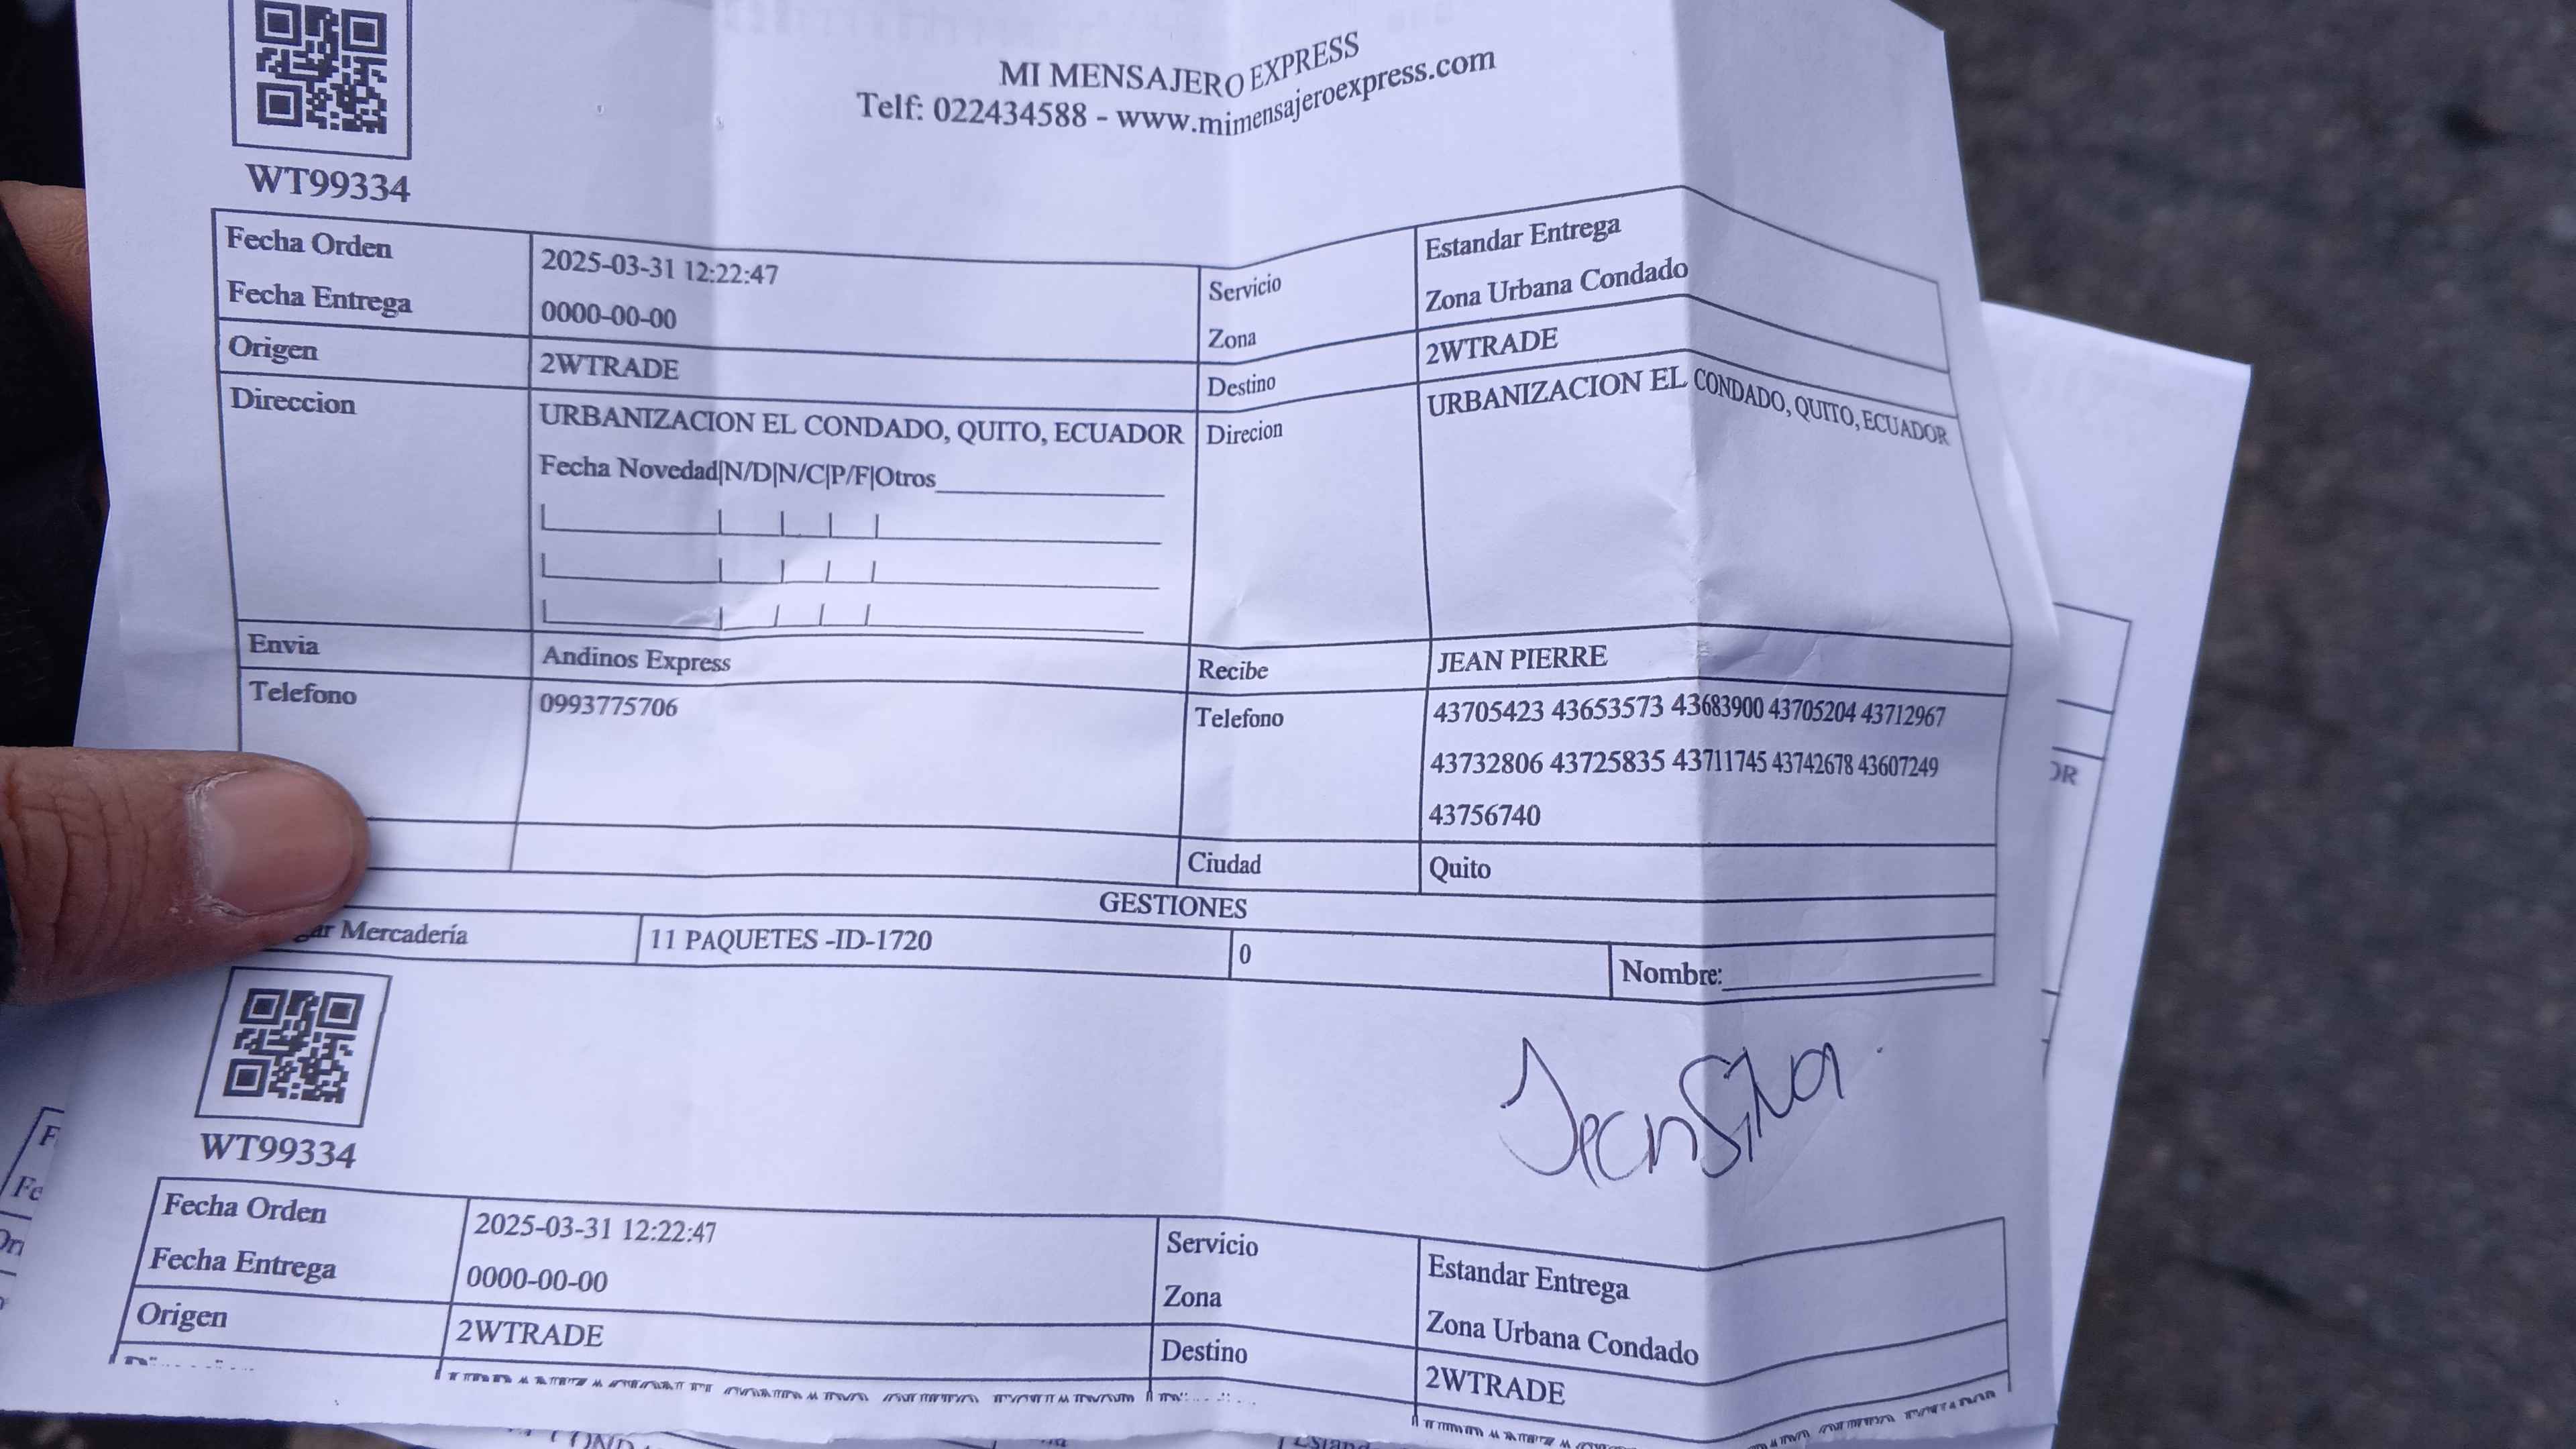 MI MENSAJERO EXPRESS
Telf: 022434588 - www.mimensajeroexpress.com
WT99334
Fecha Orden 2025-03-31 12:22:47 Servicio Estandar Entrega
Fecha Entrega 0000-00-00 Zona Zona Urbana Condado
Origen 2WTRADE Destino 2WTRADE
Direccion URBANIZACION EL CONDADO, QUITO, ECUADOR Direcion URBANIZACION EL CONDADO, QUITO, ECUADOR
Fecha Novedad|N/D|N/C|P/F|Otros
Envia Andinos Express Recibe JEAN PIERRE
Telefono 0993775706 Telefono 43705423 43653573 43683900 43705204 43712967
43732806 43725835 43711745 43742678 43607249
43756740
Ciudad Quito
GESTIONES
Mercadería 11 PAQUETES -ID-1720 0 Nombre:
Jean Silva
WT99334
Fecha Orden 2025-03-31 12:22:47 Servicio Estandar Entrega
Fecha Entrega 0000-00-00 Zona Zona Urbana Condado
Origen 2WTRADE Destino 2WTRADE